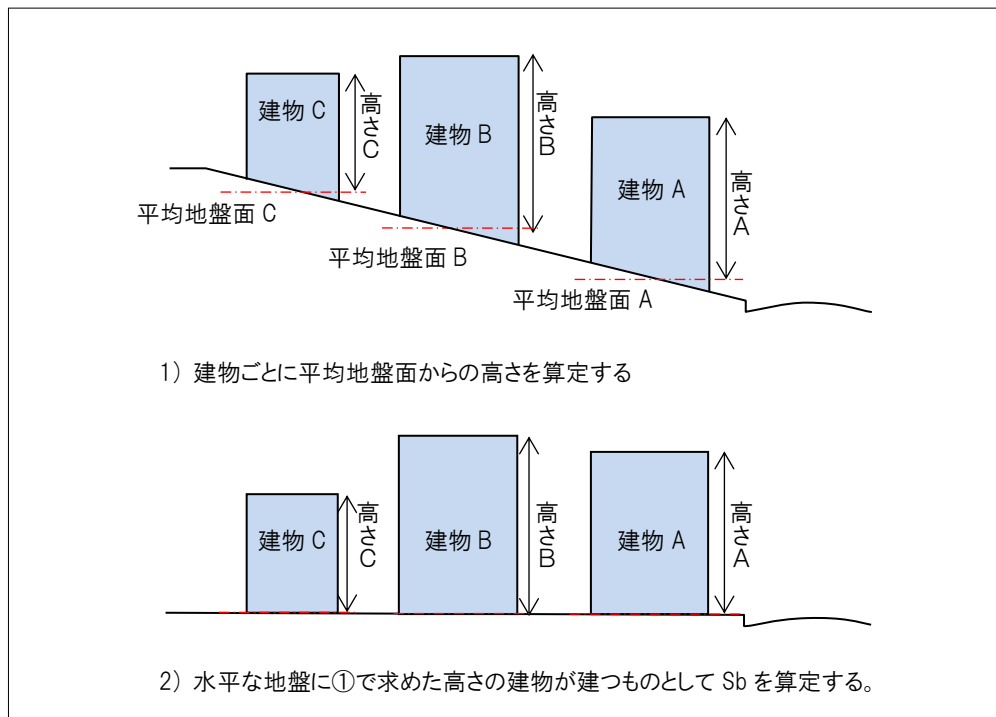 建物 C
高さC
建物 B
高さB
建物 A
高さA
平均地盤面 C
平均地盤面 B
平均地盤面 A
1) 建物ごとに平均地盤面からの高さを算定する
建物 C
高さC
建物 B
高さB
建物 A
高さA
2) 水平な地盤に①で求めた高さの建物が建つものとして Sb を算定する。